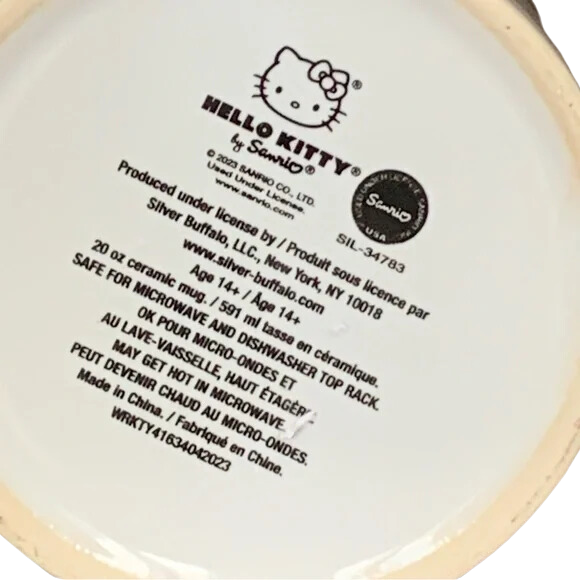 ®
HELLO KITTY®
by Sanrio®
© 2023 SANRIO CO., LTD.
Used Under License.
www.sanrio.com
Sanrio
USA
SIL-34783
Produced under license by / Produit sous licence par
Silver Buffalo, LLC., New York, NY 10018
www.silver-buffalo.com
Age 14+ / Âge 14+
20 oz ceramic mug. / 591 ml tasse en céramique.
SAFE FOR MICROWAVE AND DISHWASHER TOP RACK.
OK POUR MICRO-ONDES ET
AU LAVE-VAISSELLE, HAUT ÉTAGÈR
MAY GET HOT IN MICROWAVE
PEUT DEVENIR CHAUD AU MICRO-ONDES.
Made in China. / Fabriqué en Chine.
WRKTY41634042023